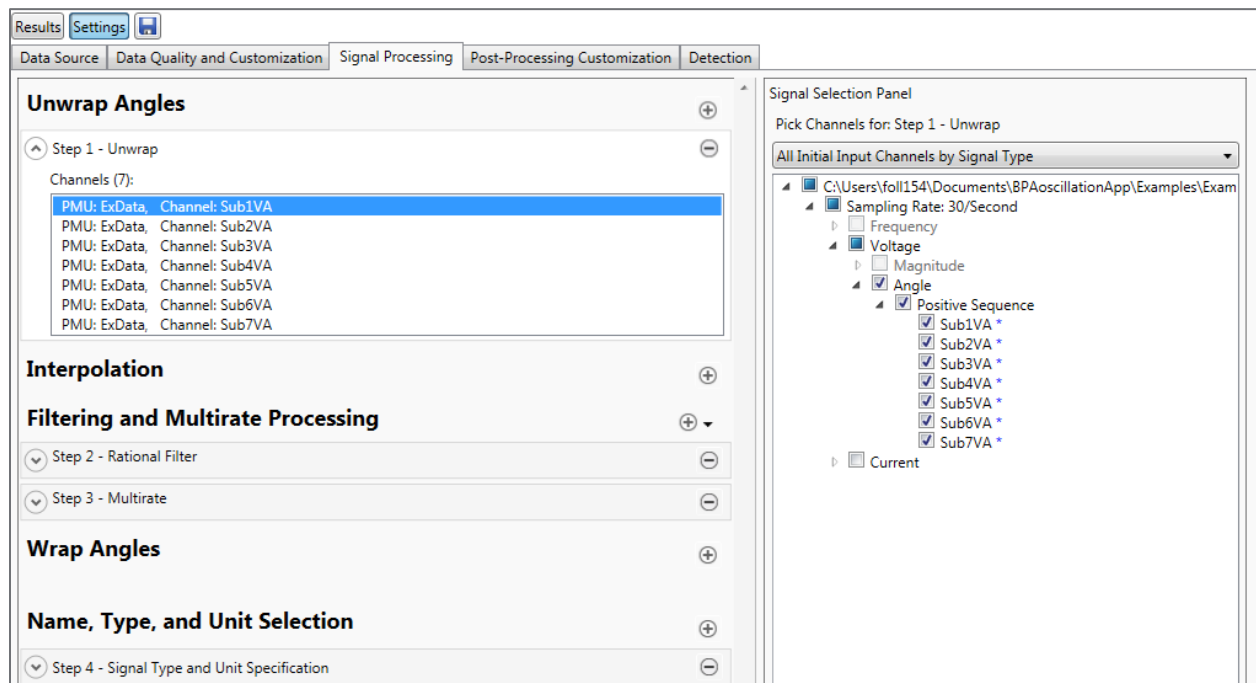 Results Settings
Data Source Data Quality and Customization Signal Processing Post-Processing Customization Detection
Unwrap Angles
Step 1 - Unwrap
Channels (7):
PMU: ExData, Channel: Sub1VA
PMU: ExData, Channel: Sub2VA
PMU: ExData, Channel: Sub3VA
PMU: ExData, Channel: Sub4VA
PMU: ExData, Channel: Sub5VA
PMU: ExData, Channel: Sub6VA
PMU: ExData, Channel: Sub7VA
Interpolation
Filtering and Multirate Processing
Step 2 - Rational Filter
Step 3 - Multirate
Wrap Angles
Name, Type, and Unit Selection
Step 4 - Signal Type and Unit Specification
Signal Selection Panel
Pick Channels for: Step 1 - Unwrap
All Initial Input Channels by Signal Type
C:\Users\foll154\Documents\BPAoscillationApp\Examples\Exam
Sampling Rate: 30/Second
Frequency
Voltage
Magnitude
Angle
Positive Sequence
Sub1VA *
Sub2VA *
Sub3VA *
Sub4VA *
Sub5VA *
Sub6VA *
Sub7VA *
Current